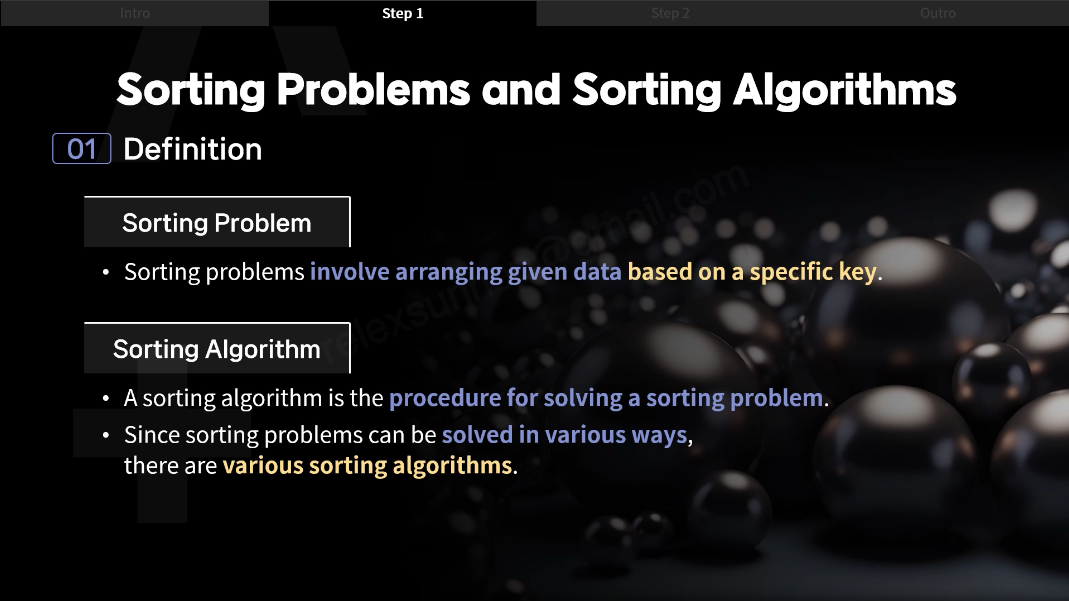 Intro
Step 1
Step 2
Outro
Sorting Problems and Sorting Algorithms
01 Definition
Sorting Problem
• Sorting problems involve arranging given data based on a specific key.
Sorting Algorithm
• A sorting algorithm is the procedure for solving a sorting problem.
• Since sorting problems can be solved in various ways,
there are various sorting algorithms.